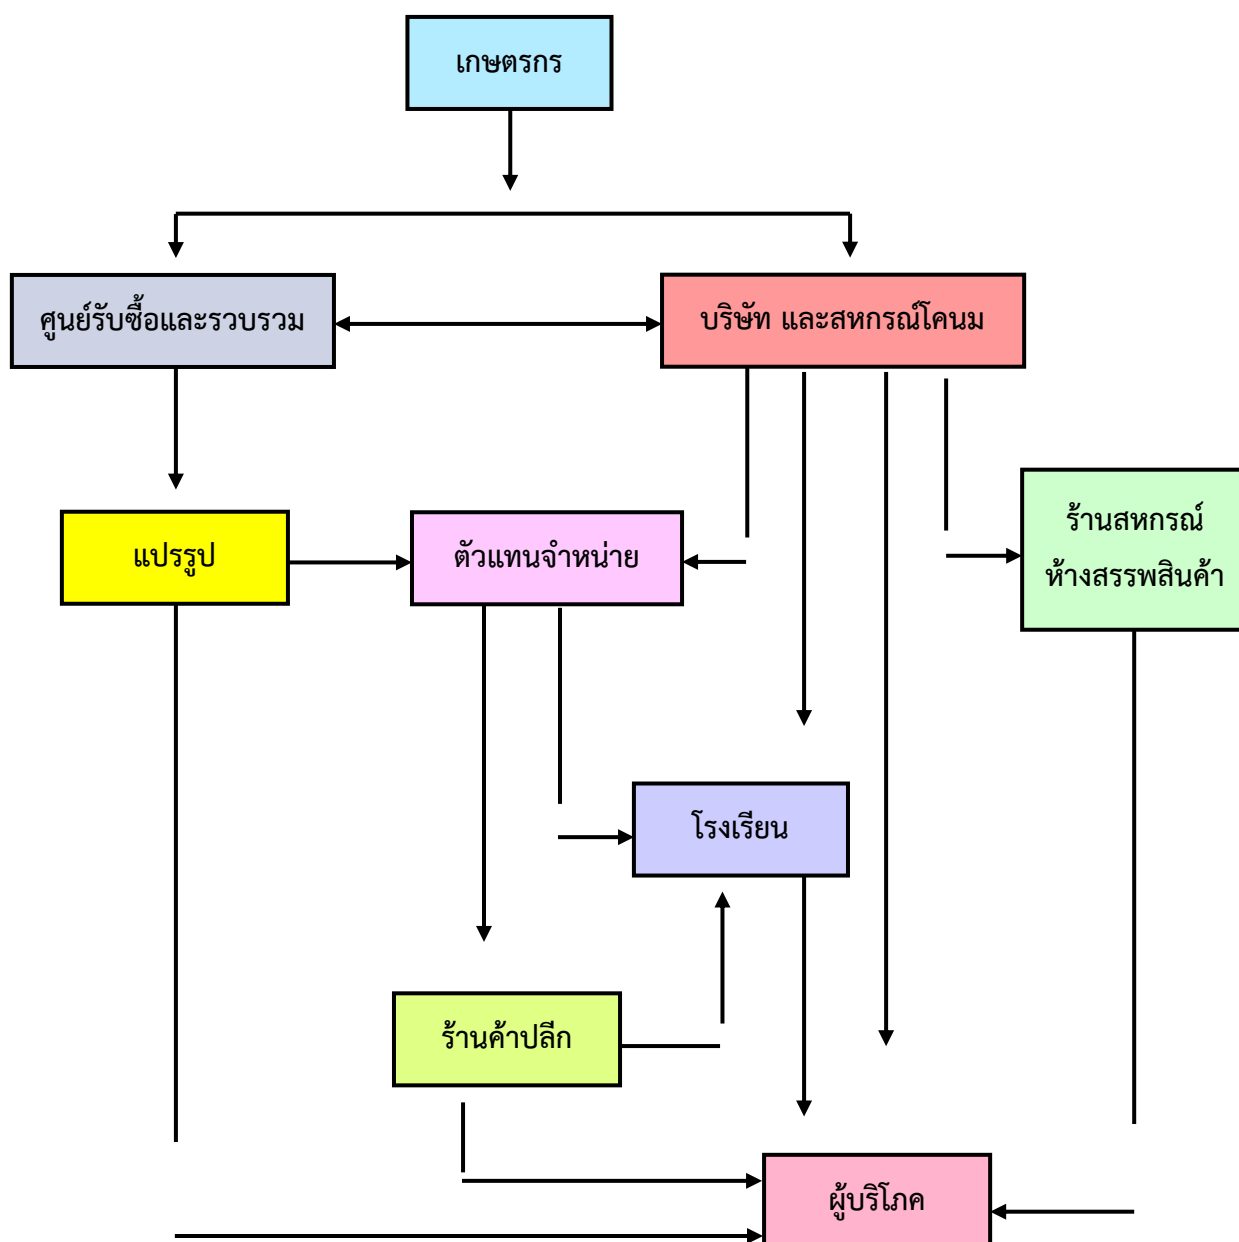 เกษตรกร
ศูนย์รับซื้อและรวบรวม
บริษัท และสหกรณ์โคนม
แปรรูป
ตัวแทนจำหน่าย
ร้านสหกรณ์
ห้างสรรพสินค้า
โรงเรียน
ร้านค้าปลีก
ผู้บริโภค